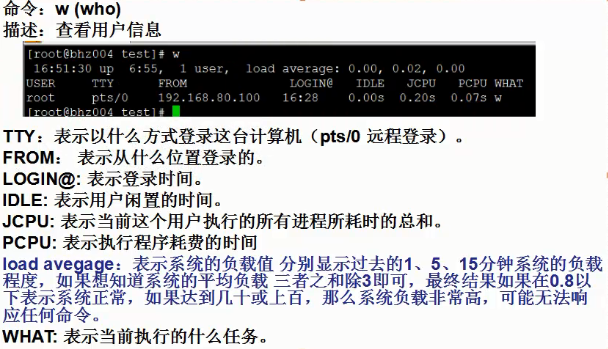 命令：w (who)
描述：查看用户信息
[root@bhz004 test]# w
16:51:30 up  6:55,  1 user,  load average: 0.00, 0.02, 0.00
USER     TTY      FROM              LOGIN@   IDLE   JCPU   PCPU WHAT
root     pts/0    192.168.80.100   16:28    0.00s  0.20s  0.07s w
[root@bhz004 test]#
TTY：表示以什么方式登录这台计算机（pts/0 远程登录）。
FROM： 表示从什么位置登录的。
LOGIN@: 表示登录时间。
IDLE: 表示用户闲置的时间。
JCPU: 表示当前这个用户执行的所有进程所耗时的总和。
PCPU: 表示执行程序耗费的时间
load avegage：表示系统的负载值 分别显示过去的1、5、15分钟系统的负载
程度，如果想知道系统的平均负载 三者之和除3即可，最终结果如果在0.8以
下表示系统正常，如果达到几十或上百，那么系统负载非常高，可能无法响
应任何命令。
WHAT: 表示当前执行的什么任务。